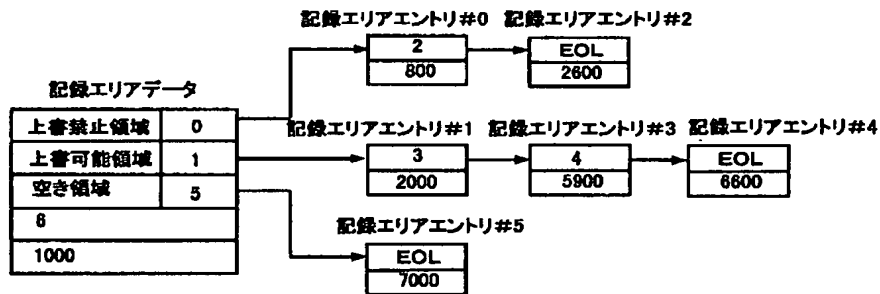 記録エリアエントリ#0 記録エリアエントリ#2
2 EOL
800 2600
記録エリアデータ
上書禁止領域 0
上書可能領域 1
空き領域 5
6
1000
記録エリアエントリ#1 記録エリアエントリ#3 記録エリアエントリ#4
3 4 EOL
2000 5900 6600
記録エリアエントリ#5
EOL
7000